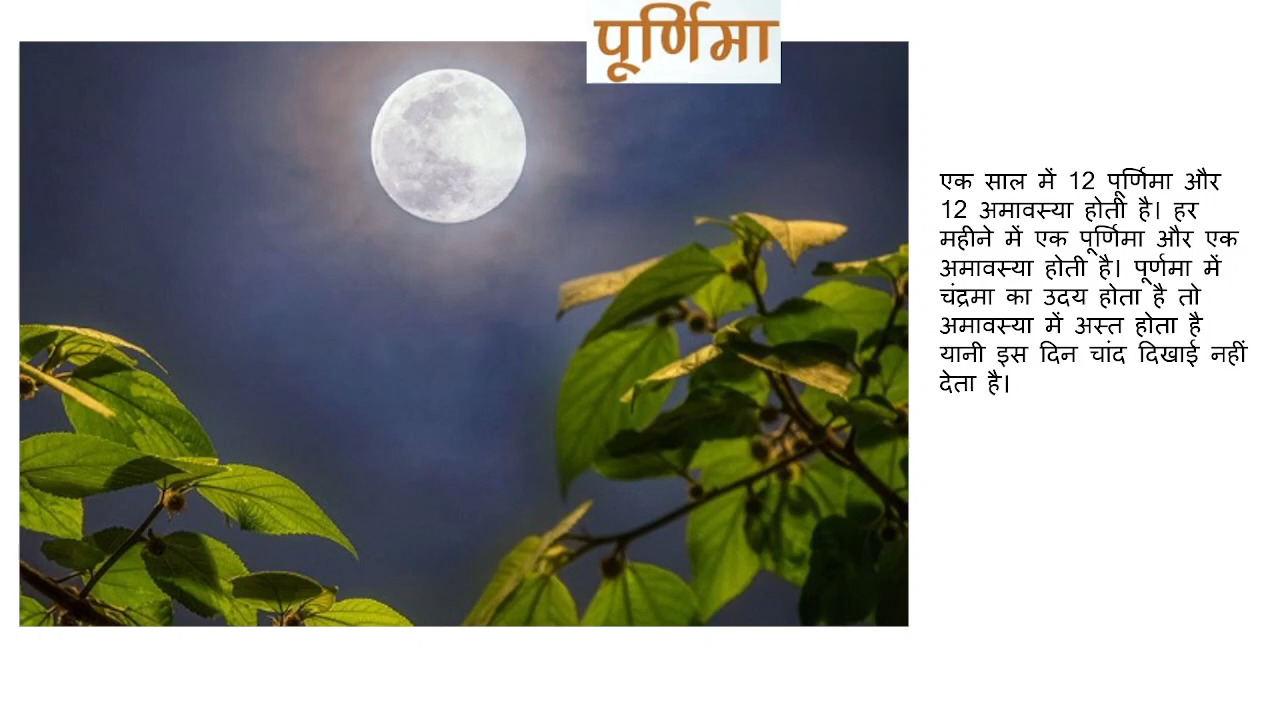 पूर्णिमा
एक साल में 12 पूर्णिमा और
12 अमावस्या होती है। हर
महीने में एक पूर्णिमा और एक
अमावस्या होती है। पूर्णमा में
चंद्रमा का उदय होता है तो
अमावस्या में अस्त होता है
यानी इस दिन चांद दिखाई नहीं
देता है।